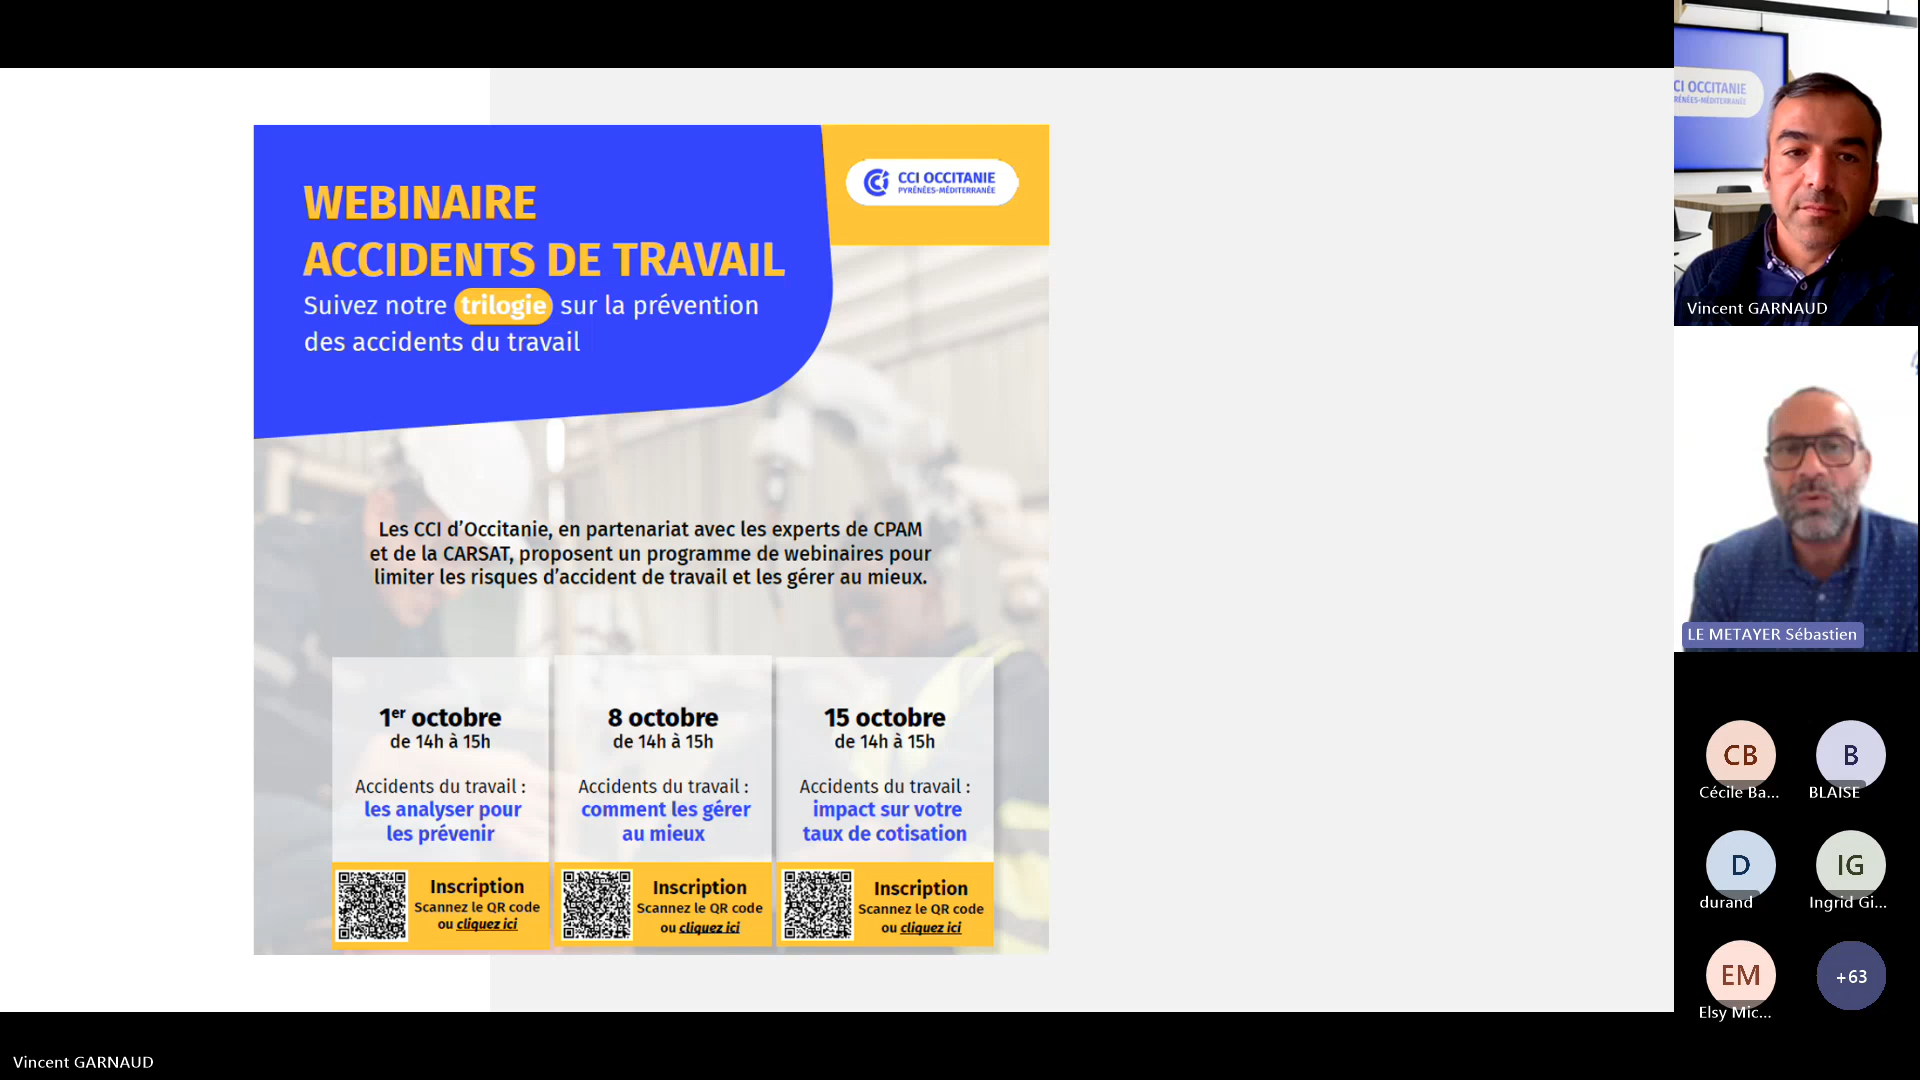 WEBINAIRE
ACCIDENTS DE TRAVAIL
Suivez notre trilogie sur la prévention
des accidents du travail
CCI OCCITANIE
PYRÉNÉES-MÉDITERRANÉE
Les CCI d’Occitanie, en partenariat avec les experts de CPAM
et de la CARSAT, proposent un programme de webinaires pour
limiter les risques d’accident de travail et les gérer au mieux.
1er octobre
de 14h à 15h
Accidents du travail :
les analyser pour
les prévenir
Inscription
Scannez le QR code
ou cliquez ici
8 octobre
de 14h à 15h
Accidents du travail :
comment les gérer
au mieux
Inscription
Scannez le QR code
ou cliquez ici
15 octobre
de 14h à 15h
Accidents du travail :
impact sur votre
taux de cotisation
Inscription
Scannez le QR code
ou cliquez ici
CI OCCITANIE
RÉNÉES-MÉDITERRANÉE
Vincent GARNAUD
LE METAYER Sébastien
CB
Cécile Ba...
B
BLAISE
D
durand
IG
Ingrid Gi...
EM
Elsy Mic...
+63
Vincent GARNAUD